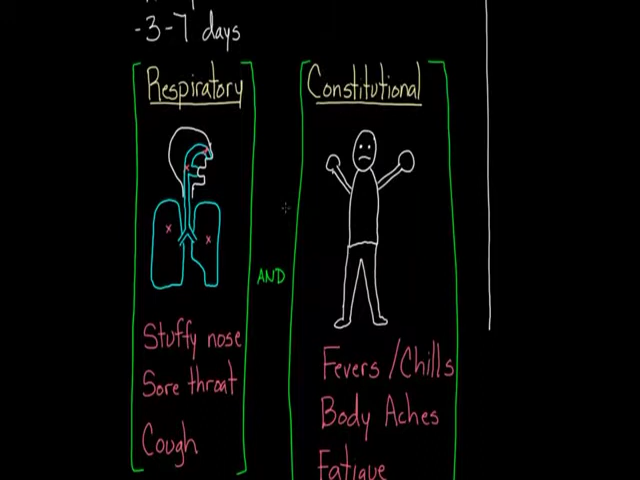 -3-7 days
Respiratory
Stuffy nose
Sore throat
Cough
AND
Constitutional
Fevers/Chills
Body Aches
Fatigue